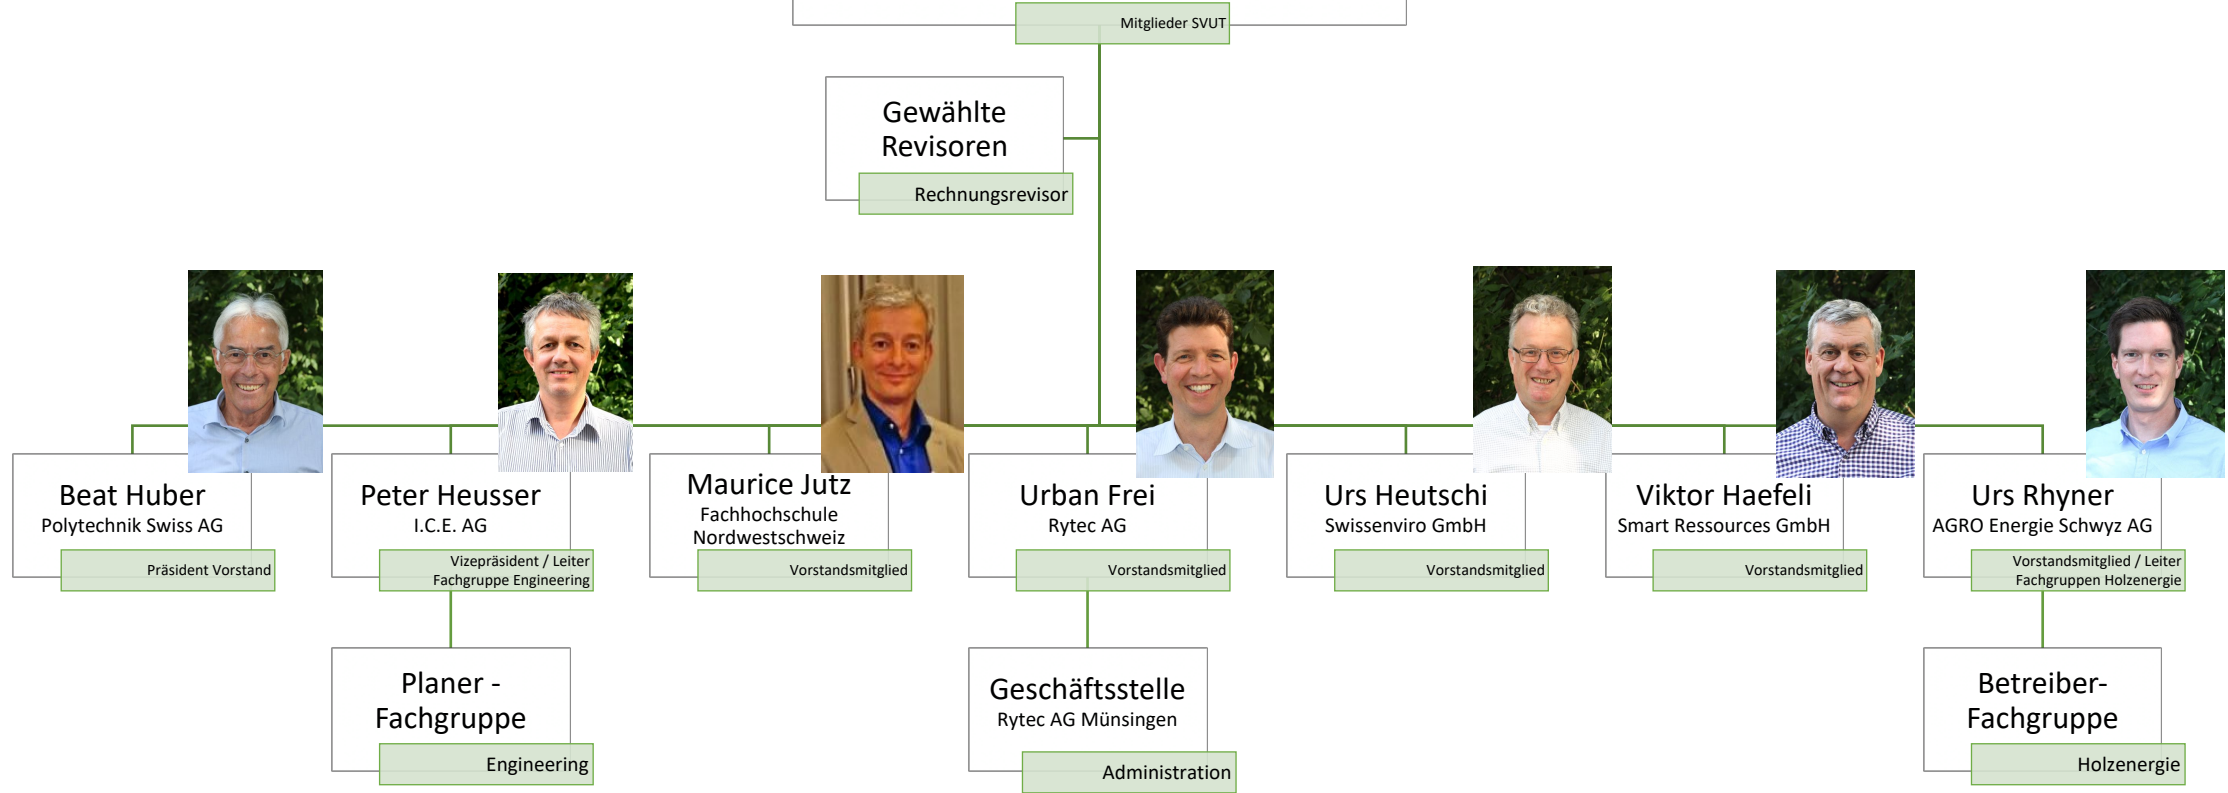 Mitglieder SVUT
Gewählte
Revisoren
Rechnungsrevisor
Beat Huber
Polytechnik Swiss AG
Präsident Vorstand
Peter Heusser
I.C.E. AG
Vizepräsident / Leiter
Fachgruppe Engineering
Maurice Jutz
Fachhochschule
Nordwestschweiz
Vorstandsmitglied
Urban Frei
Rytec AG
Vorstandsmitglied
Urs Heutschi
Swissenviro GmbH
Vorstandsmitglied
Viktor Haefeli
Smart Ressources GmbH
Vorstandsmitglied
Urs Rhyner
AGRO Energie Schwyz AG
Vorstandsmitglied / Leiter
Fachgruppen Holzenergie
Planer -
Fachgruppe
Engineering
Geschäftsstelle
Rytec AG Münsingen
Administration
Betreiber-
Fachgruppe
Holzenergie